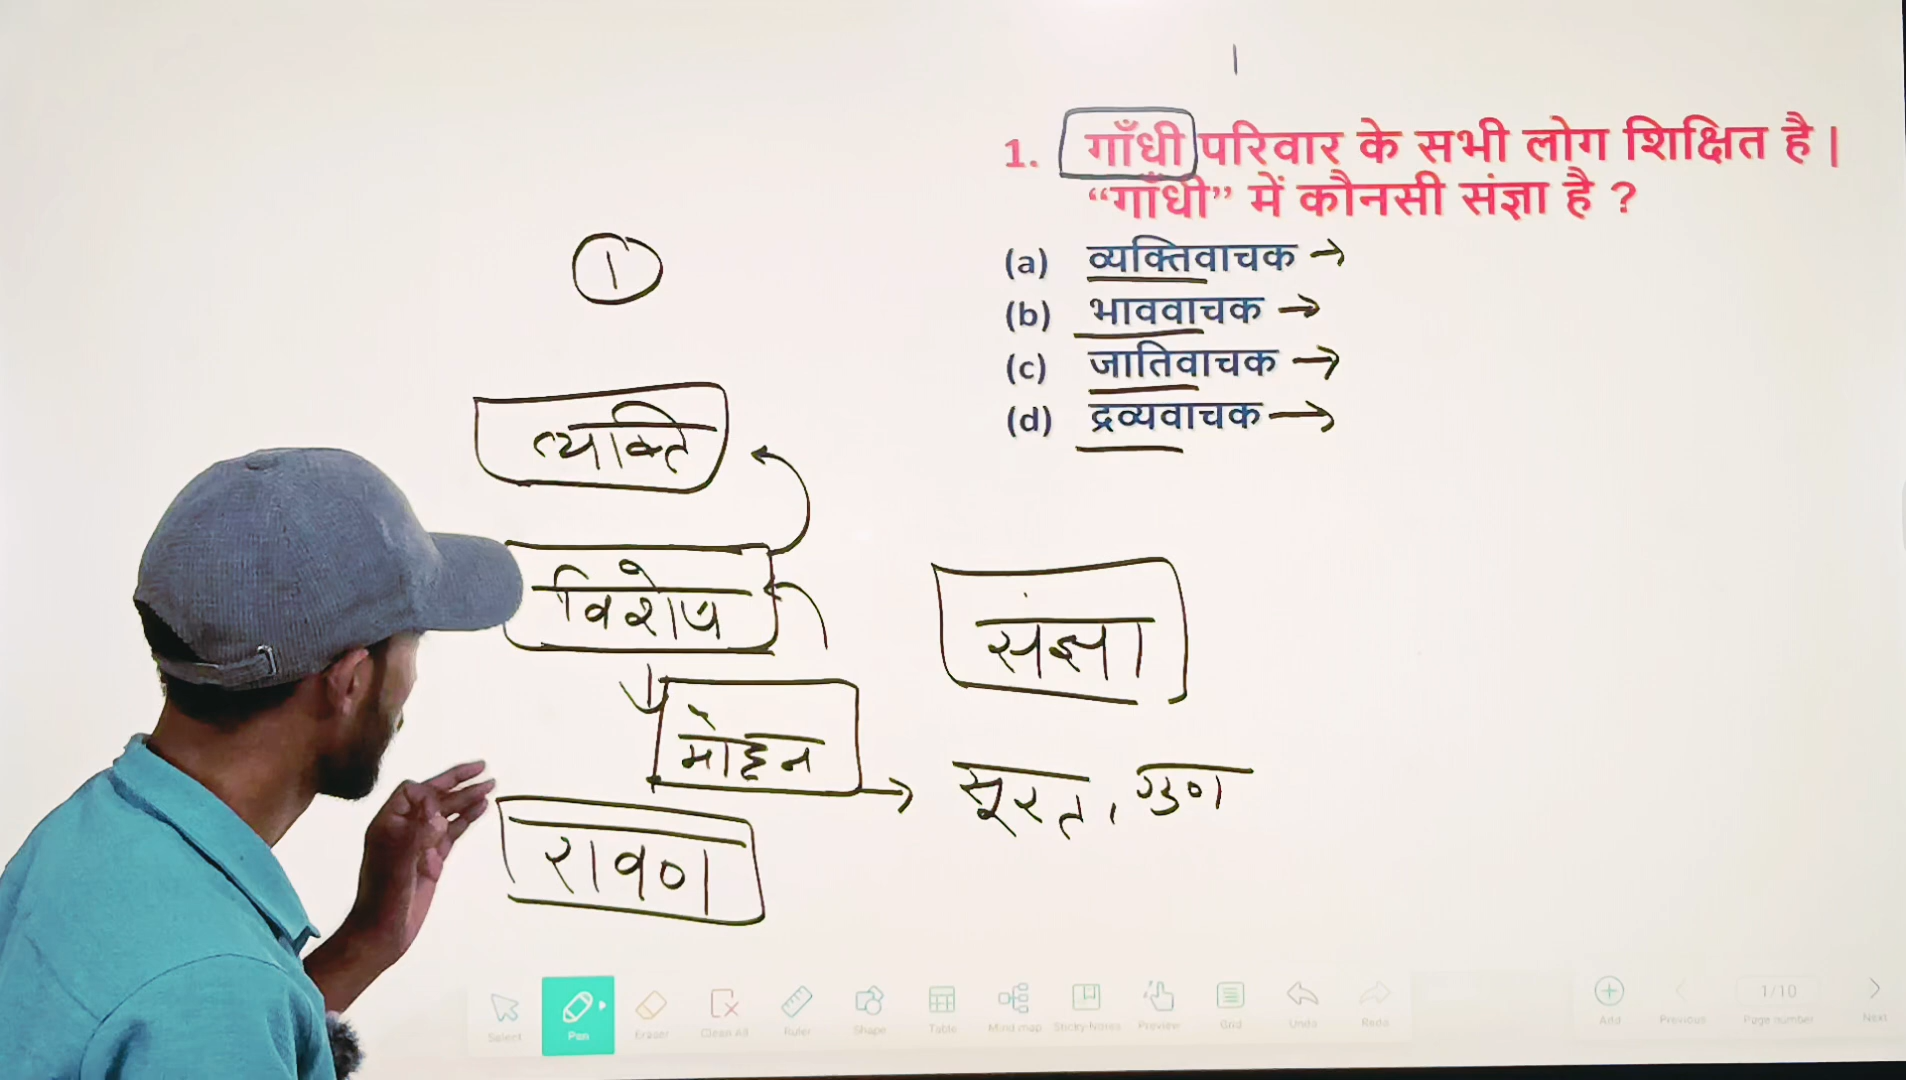 1. गाँधी परिवार के सभी लोग शिक्षित है |
“गाँधी” में कौनसी संज्ञा है ?
(a) व्यक्तिवाचक →
(b) भाववाचक →
(c) जातिवाचक →
(d) द्रव्यवाचक →
1
व्यक्ति
विशेष
संज्ञा
मोहन → सूरत, गुण
रावण
Select
Pen
Eraser
Clean All
Ruler
Shape
Table
Mind map
Sticky Notes
Preview
Grid
Undo
Redo
Add
Previous
1/10
Page number
Next